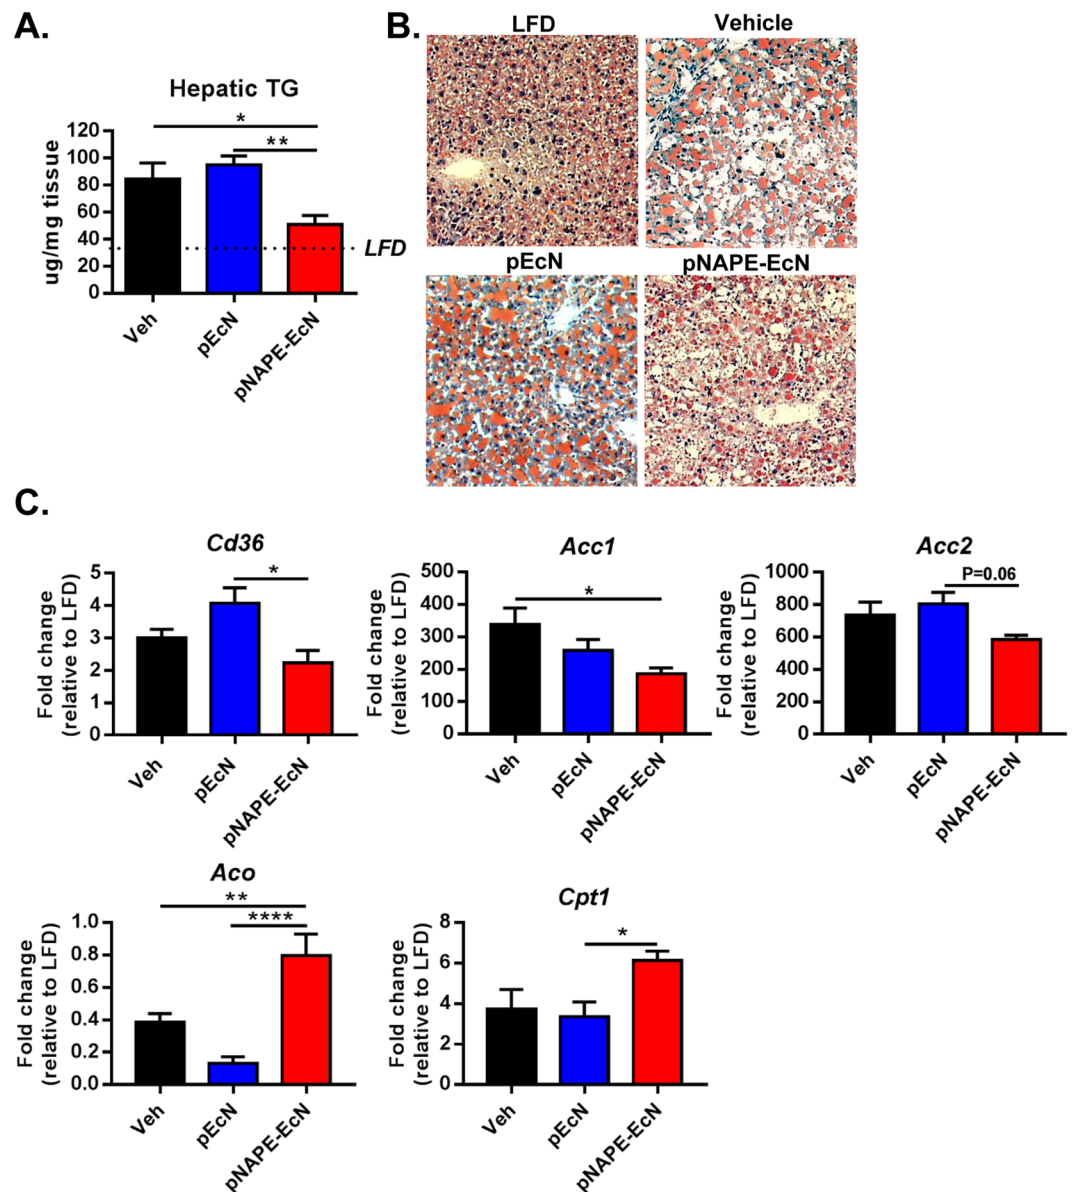 A.
Hepatic TG
ug/mg tissue
120
100
80
60
40
20
0
*
**
LFD
Veh
pEcN
pNAPE-EcN
B.
LFD
Vehicle
pEcN
pNAPE-EcN
C.
Cd36
Fold change
(relative to LFD)
5
4
3
2
1
0
*
Veh
pEcN
pNAPE-EcN
Acc1
Fold change
(relative to LFD)
500
400
300
200
100
0
*
Veh
pEcN
pNAPE-EcN
Acc2
Fold change
(relative to LFD)
1000
800
600
400
200
0
P=0.06
Veh
pEcN
pNAPE-EcN
Aco
Fold change
(relative to LFD)
1.0
0.8
0.6
0.4
0.2
0.0
**
****
Veh
pEcN
pNAPE-EcN
Cpt1
Fold change
(relative to LFD)
8
6
4
2
0
*
Veh
pEcN
pNAPE-EcN